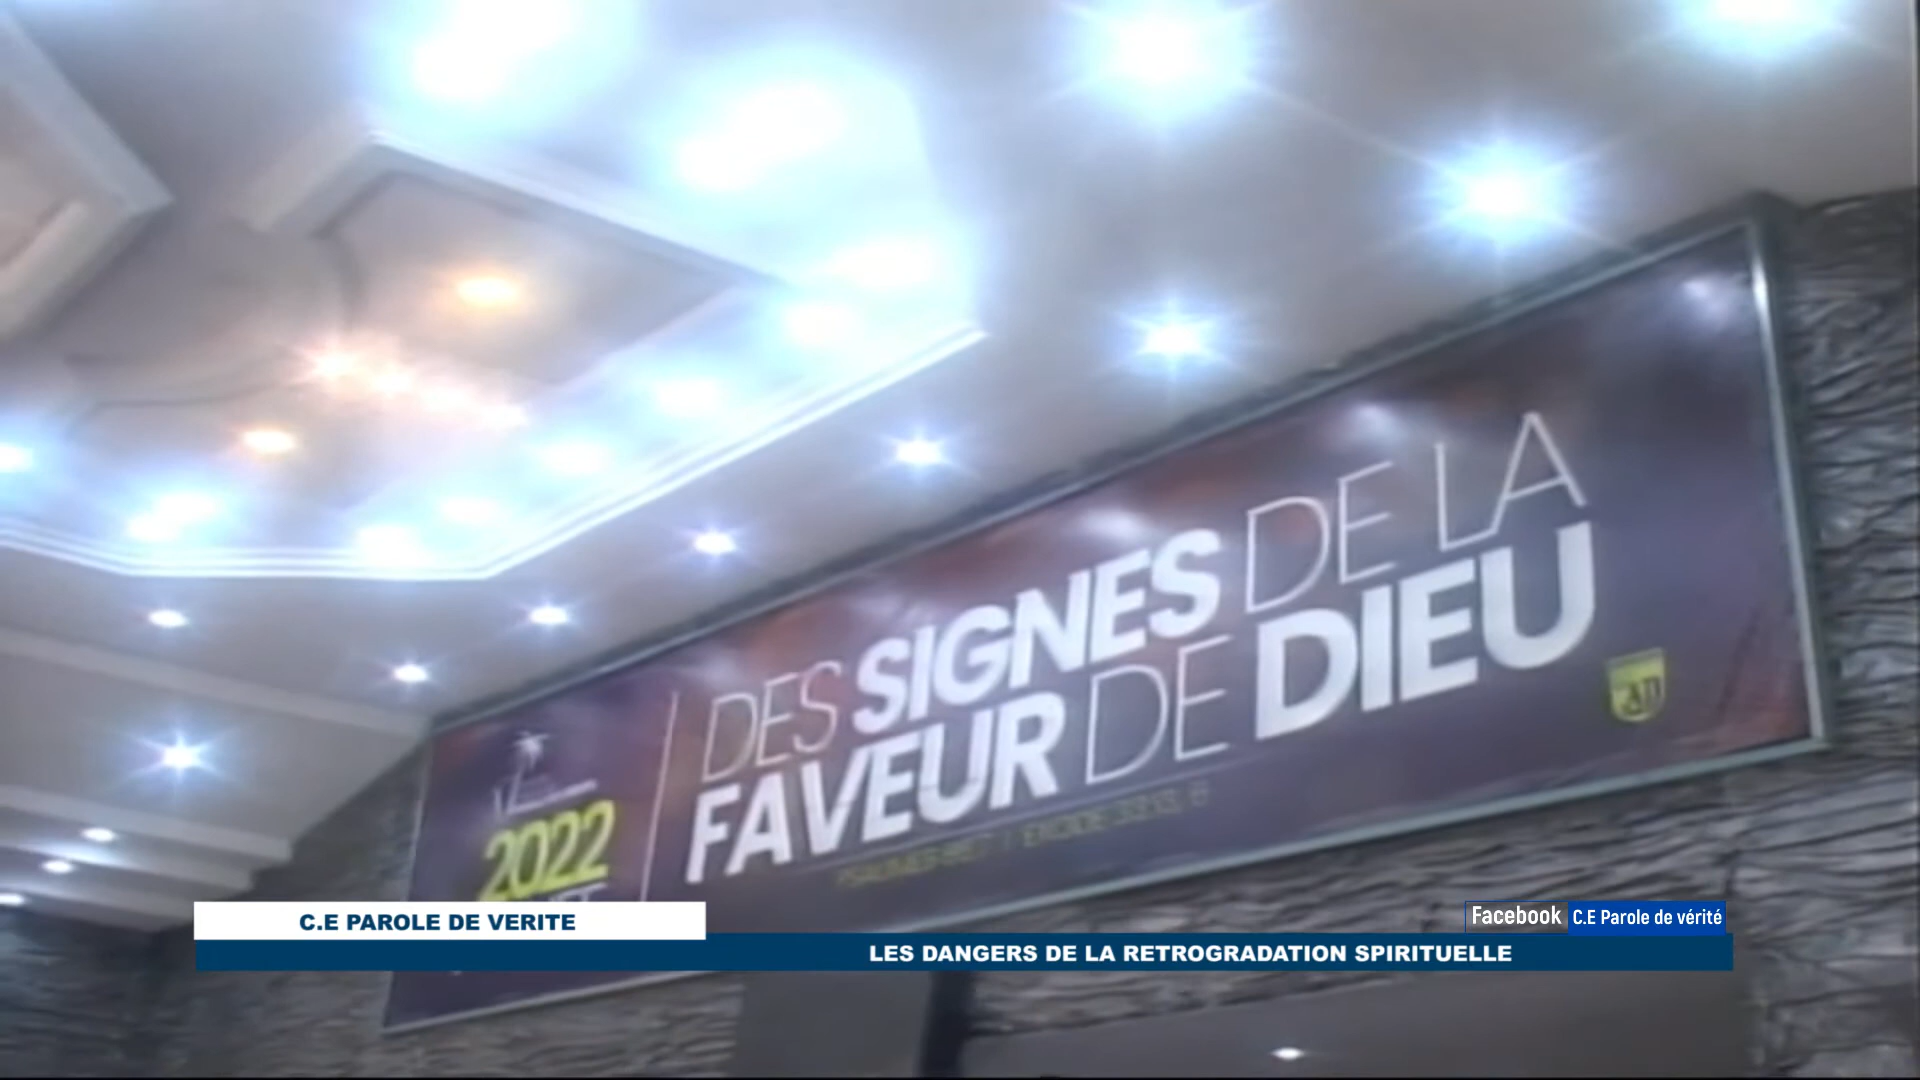 DES SIGNES DE LA
FAVEUR DE DIEU
2022
C.E PAROLE DE VERITE
Facebook C.E Parole de vérité
LES DANGERS DE LA RETROGRADATION SPIRITUELLE